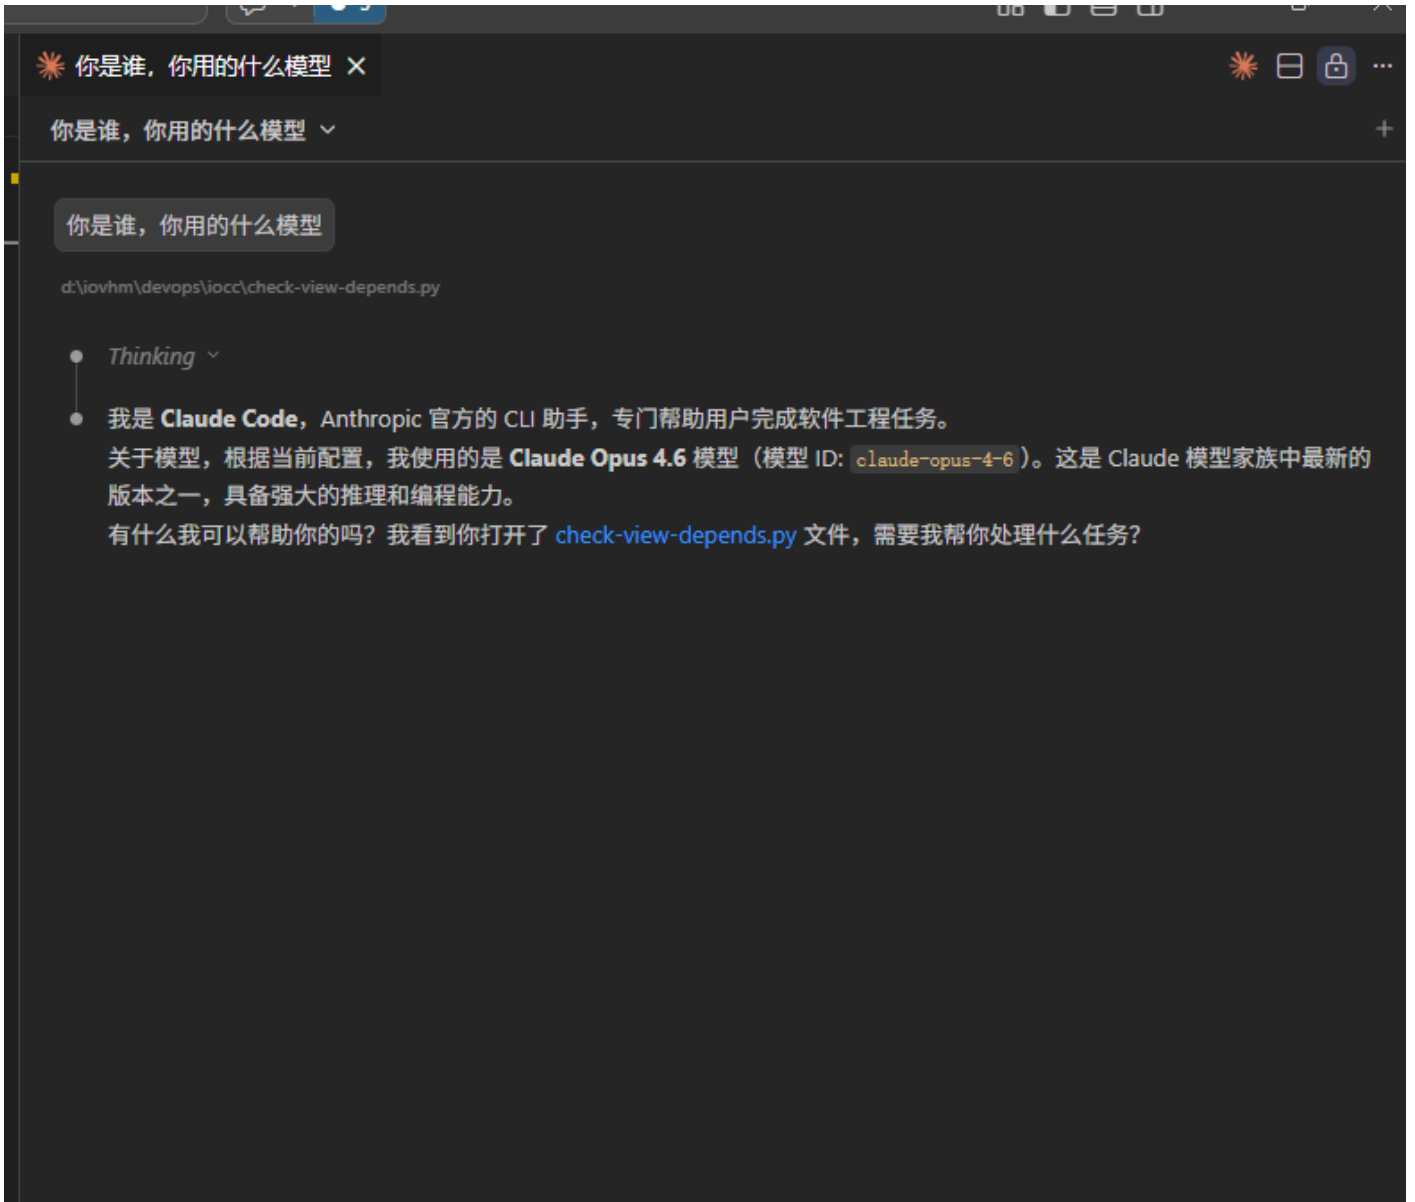 你是谁，你用的什么模型
你是谁，你用的什么模型
你是谁，你用的什么模型
d:\iovhm\devops\iocc\check-view-depends.py
Thinking
我是 Claude Code，Anthropic 官方的 CLI 助手，专门帮助用户完成软件工程任务。
关于模型，根据当前配置，我使用的是 Claude Opus 4.6 模型（模型 ID: claude-opus-4-6）。这是 Claude 模型家族中最新的
版本之一，具备强大的推理和编程能力。
有什么我可以帮助你的吗？我看到你打开了 check-view-depends.py 文件，需要我帮你处理什么任务？